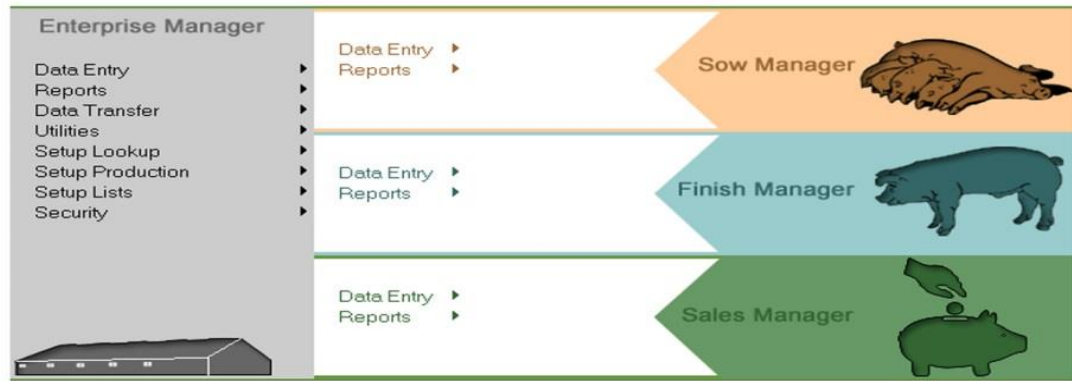 Enterprise Manager
Data Entry
Reports
Data Transfer
Utilities
Setup Lookup
Setup Production
Setup Lists
Security
Data Entry
Reports
Sow Manager
Data Entry
Reports
Finish Manager
Data Entry
Reports
Sales Manager